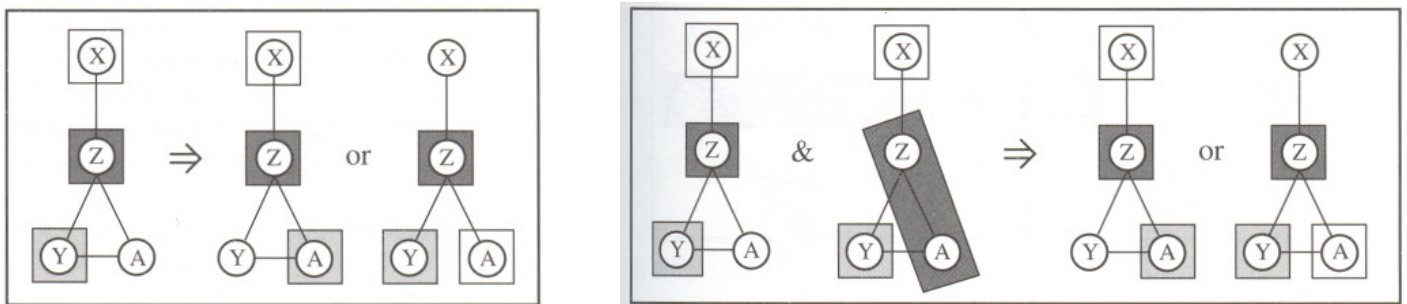 X X X X X X X
Z ⇒ Z or Z Z & Z ⇒ Z or Z
Y A Y A Y A Y A Y A Y A Y A